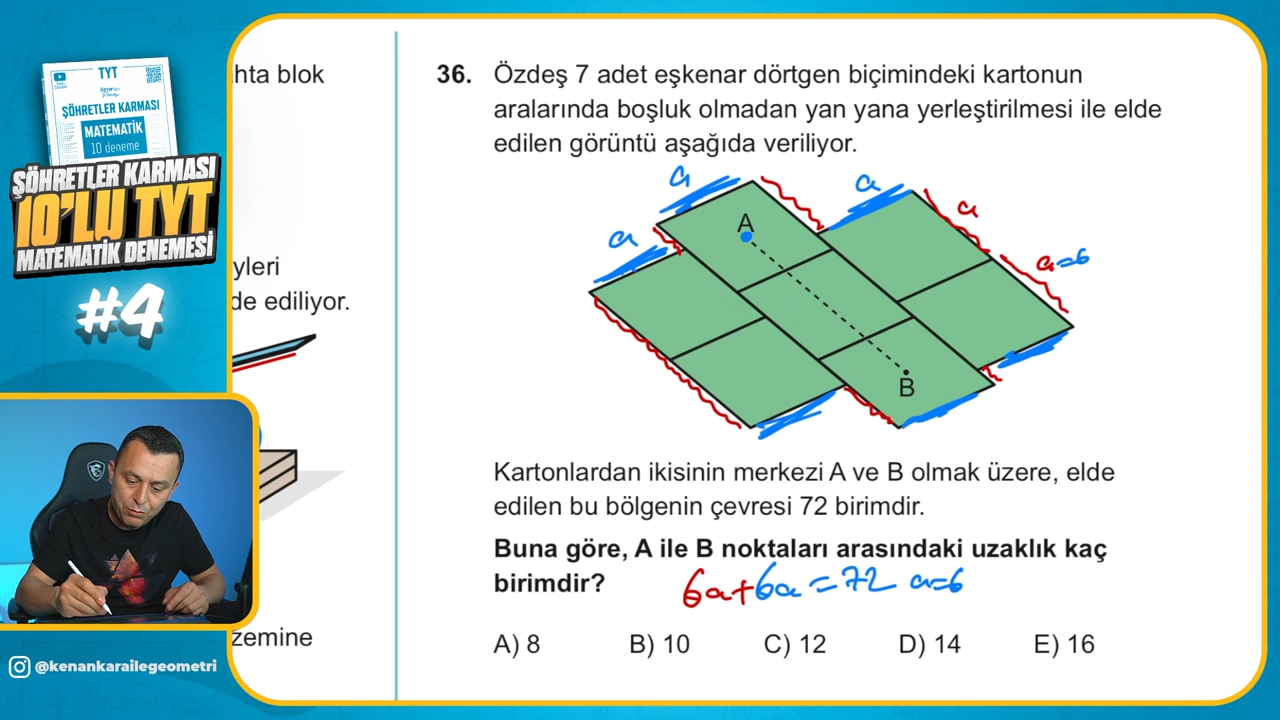 TYT
ŞÖHRETLER KARMASI
MATEMATİK
10 deneme
ŞÖHRETLER KARMASI
10'LU TYT
MATEMATİK DENEMESİ
#4
@kenankarailegeometri
hta blok
yleri
de ediliyor.
zemine
36. Özdeş 7 adet eşkenar dörtgen biçimindeki kartonun
aralarında boşluk olmadan yan yana yerleştirilmesi ile elde
edilen görüntü aşağıda veriliyor.
a
a
a
a
a=6
A
B
Kartonlardan ikisinin merkezi A ve B olmak üzere, elde
edilen bu bölgenin çevresi 72 birimdir.
Buna göre, A ile B noktaları arasındaki uzaklık kaç
birimdir?
6a+6a=72 a=6
A) 8 B) 10 C) 12 D) 14 E) 16